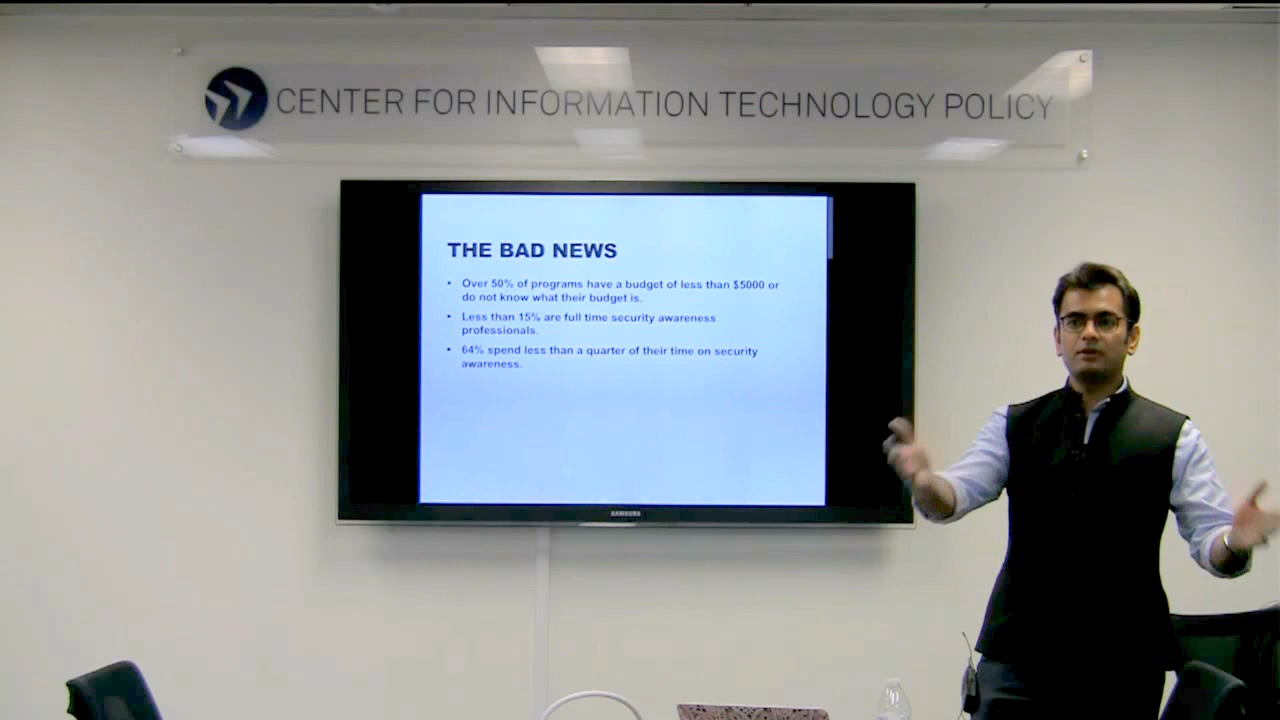 CENTER FOR INFORMATION TECHNOLOGY POLICY
THE BAD NEWS
• Over 50% of programs have a budget of less than $5000 or
do not know what their budget is.
• Less than 15% are full time security awareness
professionals.
• 64% spend less than a quarter of their time on security
awareness.
SAMSUNG